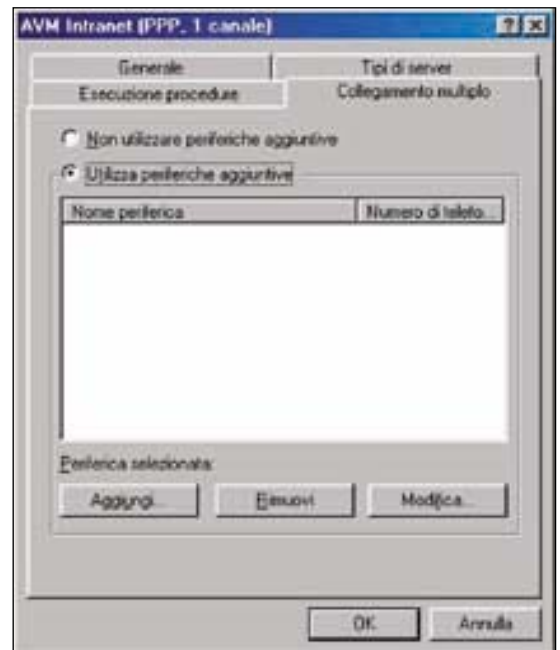 AVM Intranet (PPP, 1 canale)
Generale
Tipi di server
Esecuzione procedure
Collegamento multiplo
Non utilizzare periferiche aggiuntive
Utilizza periferiche aggiuntive
Nome periferica
Numero di telefo...
Periferica selezionata:
Aggiungi...
Rimuovi
Modifica...
OK
Annulla